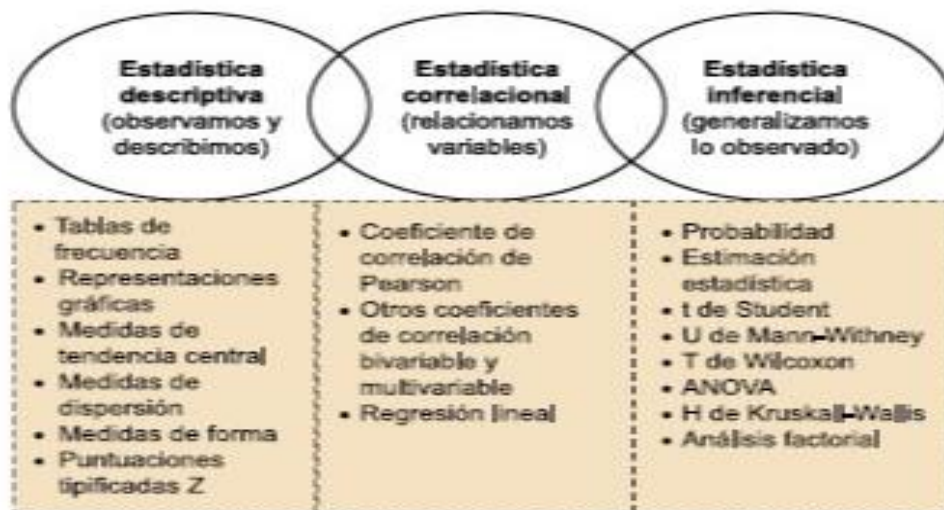 Estadística
descriptiva
(observamos y
describimos)
Estadística
correlacional
(relacionamos
variables)
Estadística
inferencial
(generalizamos
lo observado)
• Tablas de
frecuencia
• Representaciones
gráficas
• Medidas de
tendencia central
• Medidas de
dispersión
• Medidas de forma
• Puntuaciones
tipificadas Z
• Coeficiente de
correlación de
Pearson
• Otros coeficientes
de correlación
bivariable y
multivariable
• Regresión lineal
• Probabilidad
• Estimación
estadística
• t de Student
• U de Mann-Withney
• T de Wilcoxon
• ANOVA
• H de Kruskall-Wallis
• Análisis factorial